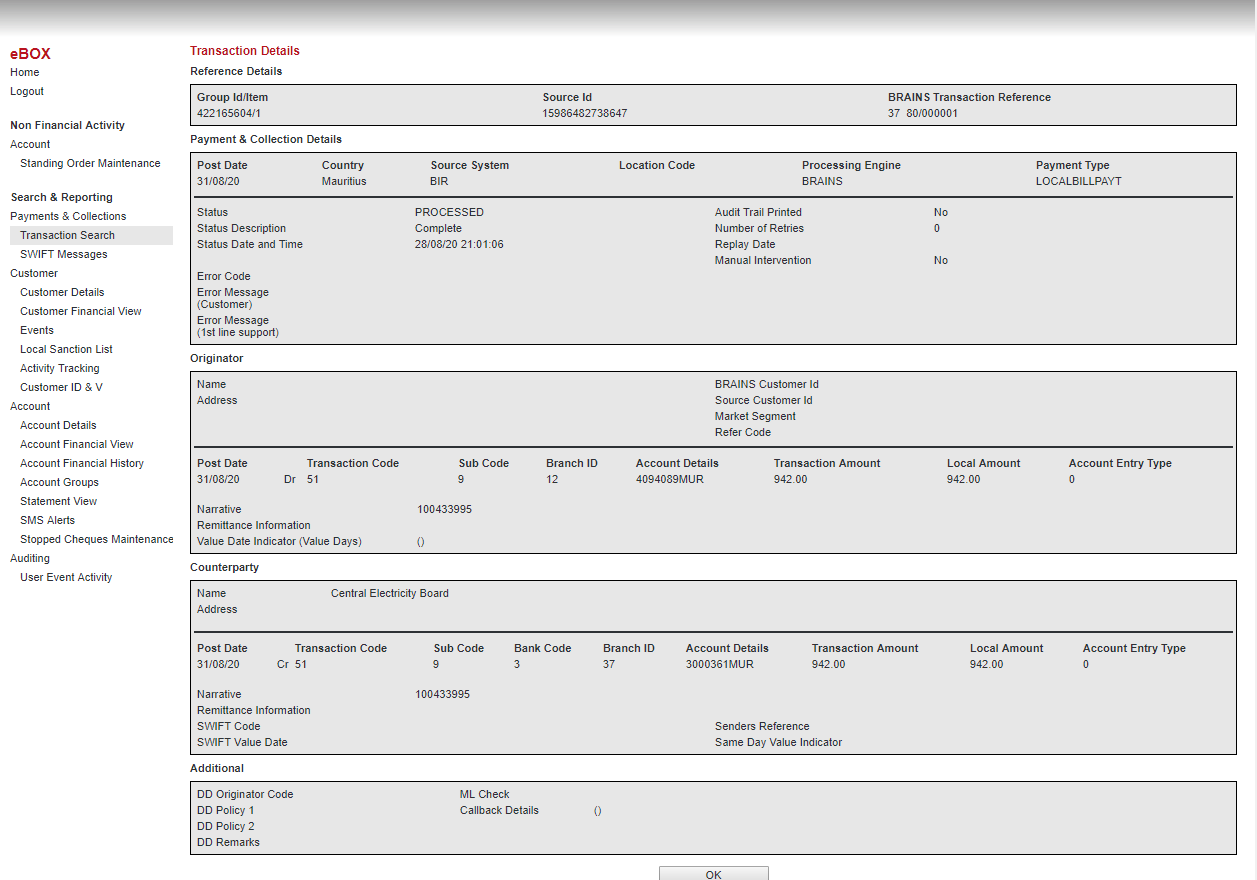 eBOX
Home
Logout
Non Financial Activity
Account
Standing Order Maintenance
Search & Reporting
Payments & Collections
Transaction Search
SWIFT Messages
Customer
Customer Details
Customer Financial View
Events
Local Sanction List
Activity Tracking
Customer ID & V
Account
Account Details
Account Financial View
Account Financial History
Account Groups
Statement View
SMS Alerts
Stopped Cheques Maintenance
Auditing
User Event Activity
Transaction Details
Reference Details
Group Id/Item Source Id BRAINS Transaction Reference
422165604/1 15986482738647 37 80/000001
Payment & Collection Details
Post Date Country Source System Location Code Processing Engine Payment Type
31/08/20 Mauritius BIR BRAINS LOCALBILLPAYT
Status PROCESSED Audit Trail Printed No
Status Description Complete Number of Retries 0
Status Date and Time 28/08/20 21:01:06 Replay Date
Manual Intervention No
Error Code
Error Message
(Customer)
Error Message
(1st line support)
Originator
Name BRAINS Customer Id
Address Source Customer Id
Market Segment
Refer Code
Post Date Transaction Code Sub Code Branch ID Account Details Transaction Amount Local Amount Account Entry Type
31/08/20 Dr 51 9 12 4094089MUR 942.00 942.00 0
Narrative 100433995
Remittance Information
Value Date Indicator (Value Days) ()
Counterparty
Name Central Electricity Board
Address
Post Date Transaction Code Sub Code Bank Code Branch ID Account Details Transaction Amount Local Amount Account Entry Type
31/08/20 Cr 51 9 3 37 3000361MUR 942.00 942.00 0
Narrative 100433995
Remittance Information
SWIFT Code Senders Reference
SWIFT Value Date Same Day Value Indicator
Additional
DD Originator Code ML Check
DD Policy 1 Callback Details ()
DD Policy 2
DD Remarks
OK